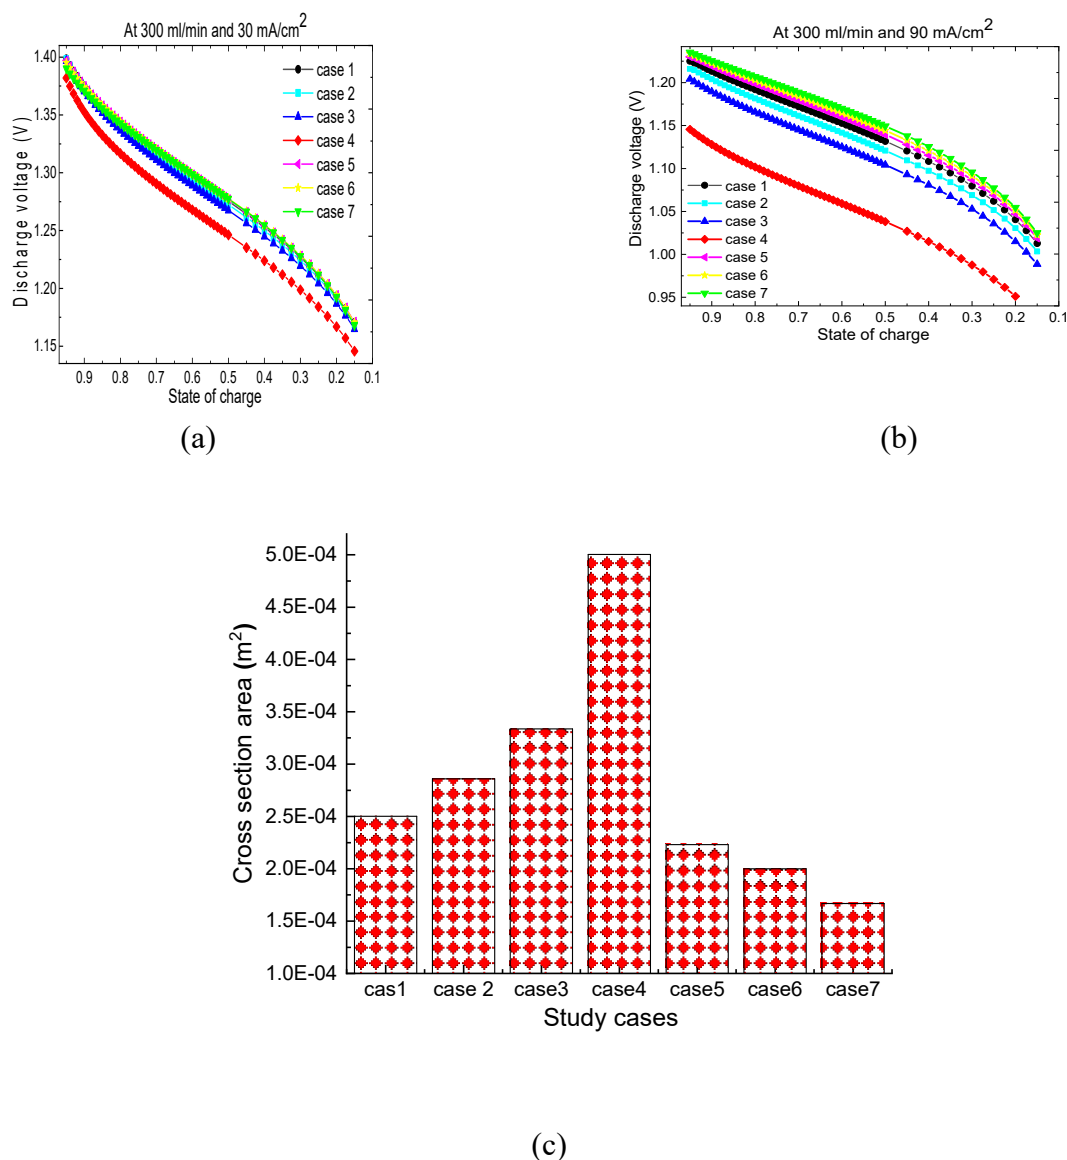 At 300 ml/min and 30 mA/cm²
Discharge voltage (V)
1.40
1.35
1.30
1.25
1.20
1.15
case 1
case 2
case 3
case 4
case 5
case 6
case 7
0.9 0.8 0.7 0.6 0.5 0.4 0.3 0.2 0.1
State of charge
(a)
At 300 ml/min and 90 mA/cm²
Discharge voltage (V)
1.20
1.15
1.10
1.05
1.00
0.95
case 1
case 2
case 3
case 4
case 5
case 6
case 7
0.9 0.8 0.7 0.6 0.5 0.4 0.3 0.2 0.1
State of charge
(b)
Cross section area (m²)
5.0E-04
4.5E-04
4.0E-04
3.5E-04
3.0E-04
2.5E-04
2.0E-04
1.5E-04
1.0E-04
cas1 case 2 case3 case4 case5 case6 case7
Study cases
(c)